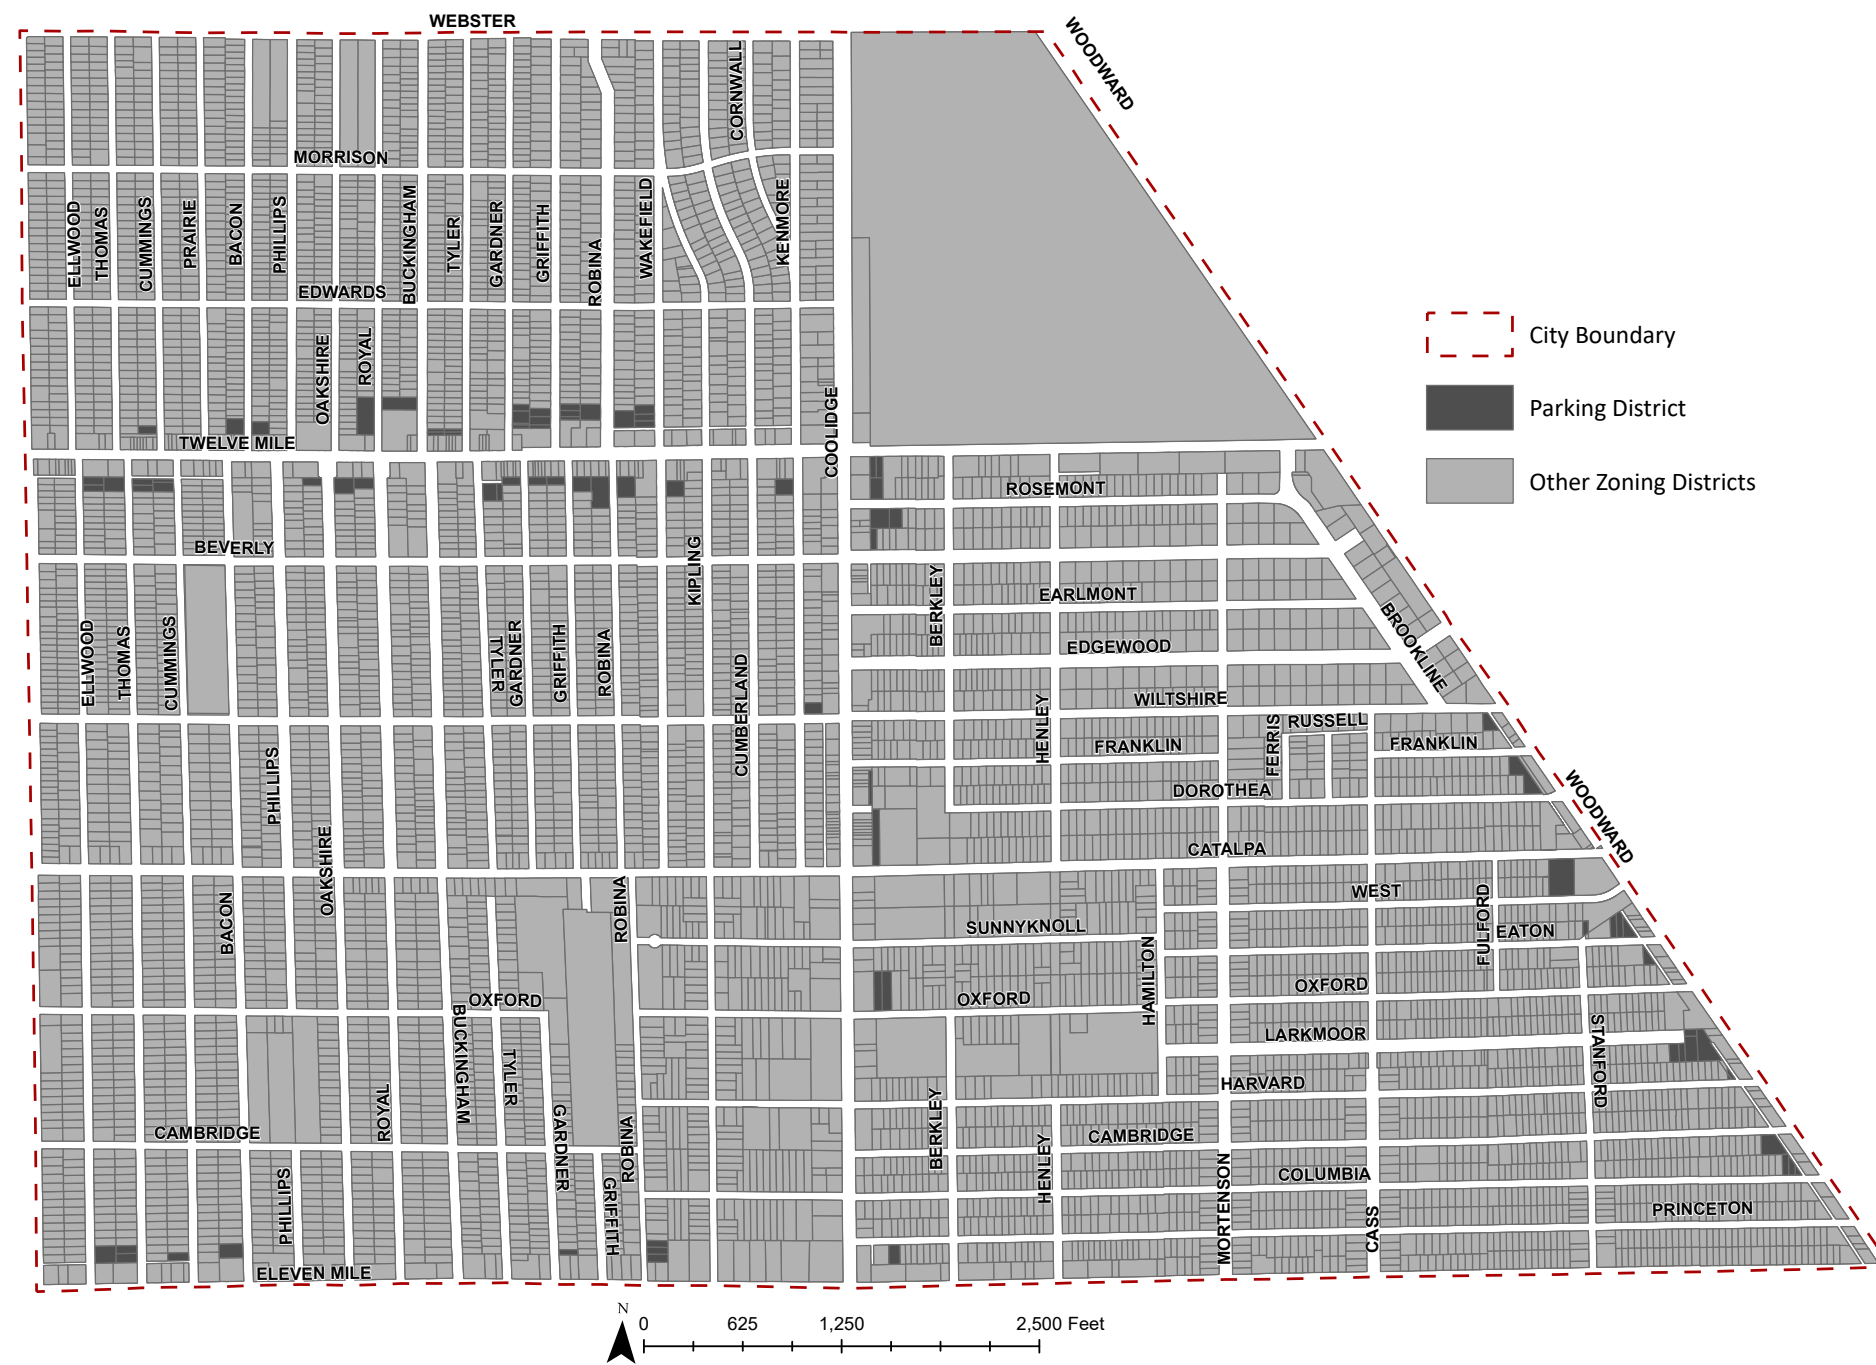 WEBSTER
WOODWARD
CORNWALL
MORRISON
ELLWOOD
THOMAS
CUMMINGS
PRAIRIE
BACON
PHILLIPS
BUCKINGHAM
TYLER
GARDNER
GRIFFITH
ROBINA
WAKEFIELD
KENMORE
EDWARDS
OAKSHIRE
ROYAL
COOLIDGE
TWELVE MILE
City Boundary
Parking District
Other Zoning Districts
ROSEMONT
BEVERLY
KIPLING
BERKLEY
EARLMONT
EDGEWOOD
BROOKLINE
ELLWOOD
THOMAS
CUMMINGS
TYLER
GARDNER
GRIFFITH
ROBINA
CUMBERLAND
WILTSHIRE
HENLEY
FERRIS
RUSSELL
FRANKLIN
FRANKLIN
DOROTHEA
WOODWARD
PHILLIPS
OAKSHIRE
CATALPA
WEST
FULFORD
BACON
ROBINA
SUNNYKNOLL
EATON
HAMILTON
OXFORD
OXFORD
OXFORD
BUCKINGHAM
LARKMOOR
STANFORD
TYLER
HARVARD
ROYAL
CAMBRIDGE
GARDNER
ROBINA
BERKLEY
CAMBRIDGE
HENLEY
COLUMBIA
PHILLIPS
GRIFFITH
MORTENSON
CASS
PRINCETON
ELEVEN MILE
N
0 625 1,250 2,500 Feet